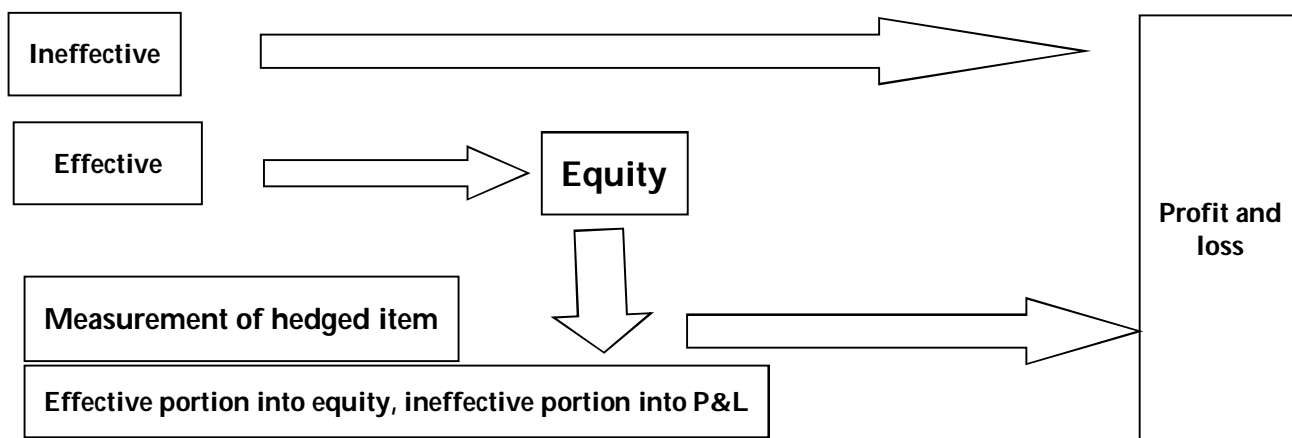 Ineffective
Effective
Equity
Profit and
loss
Measurement of hedged item
Effective portion into equity, ineffective portion into P&L